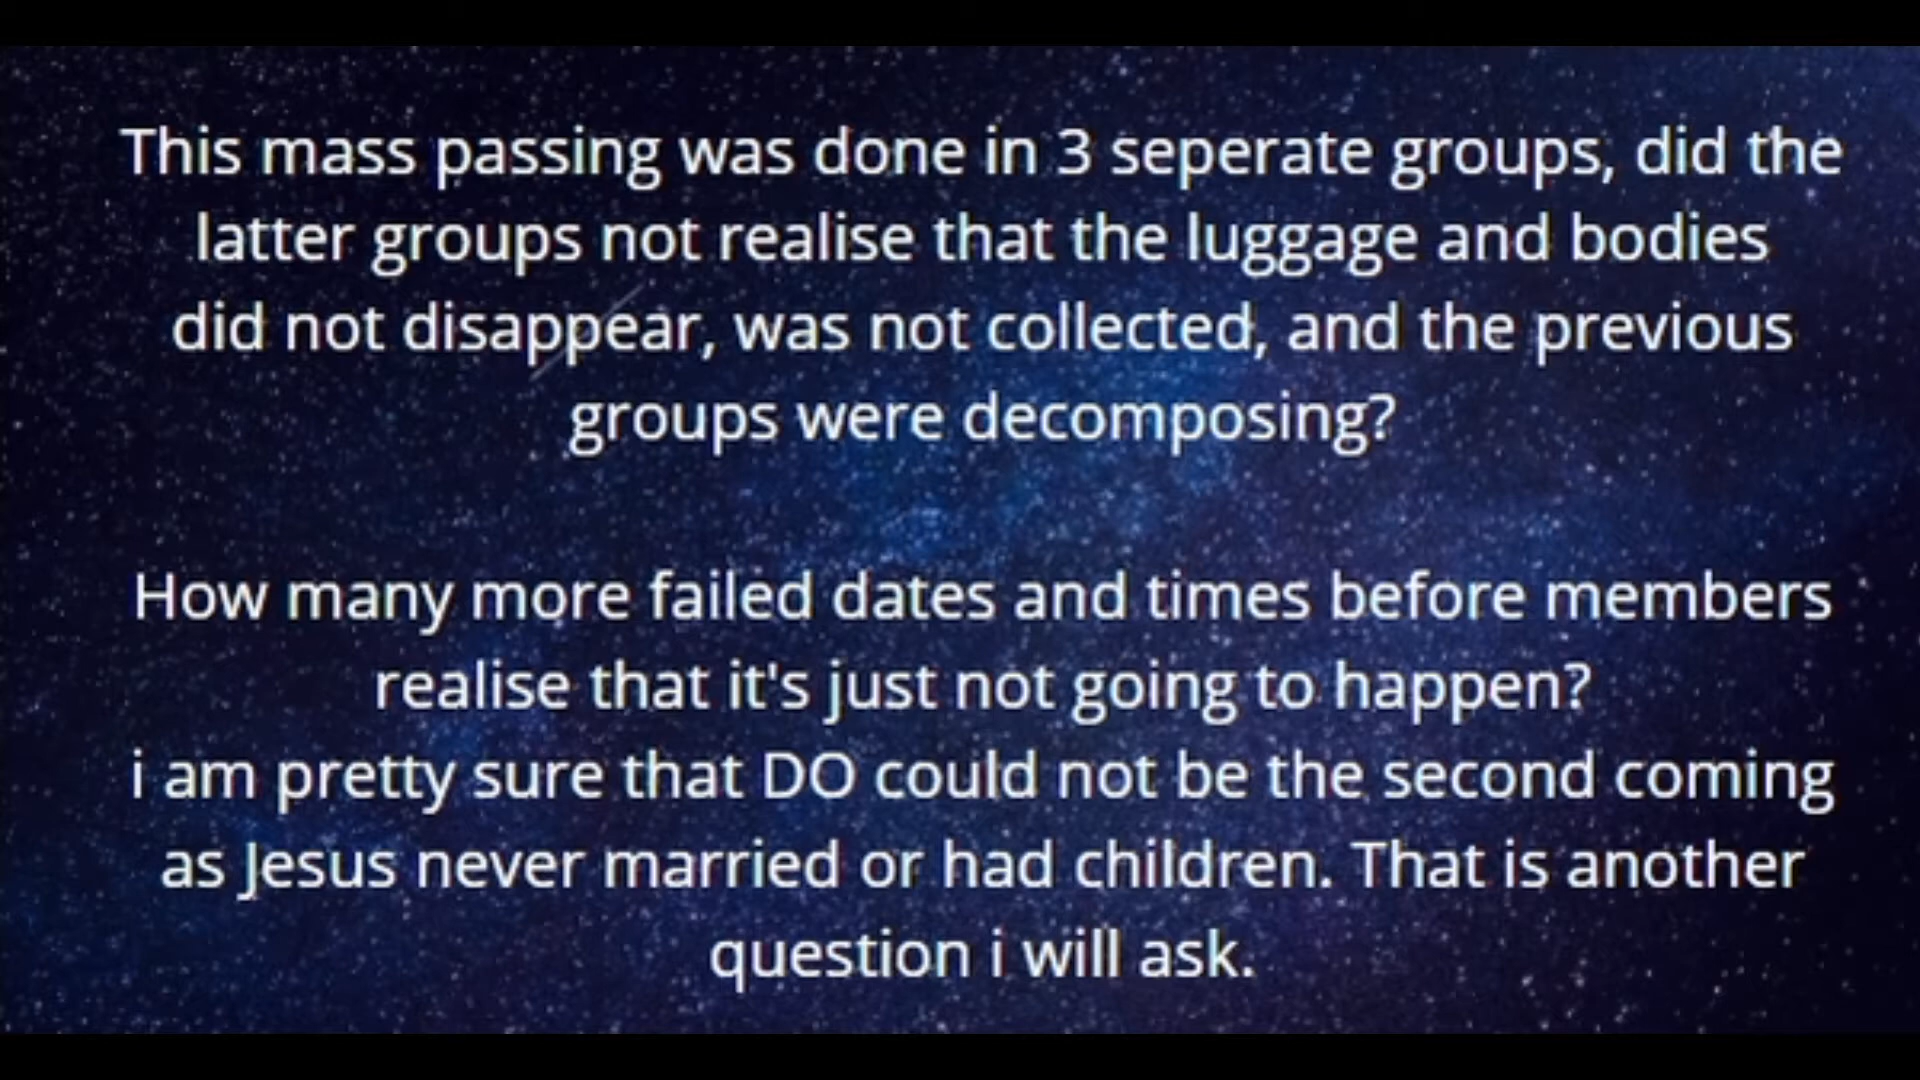 This mass passing was done in 3 seperate groups, did the
latter groups not realise that the luggage and bodies
did not disappear, was not collected, and the previous
groups were decomposing?
How many more failed dates and times before members
realise that it's just not going to happen?
i am pretty sure that DO could not be the second coming
as Jesus never married or had children. That is another
question i will ask.